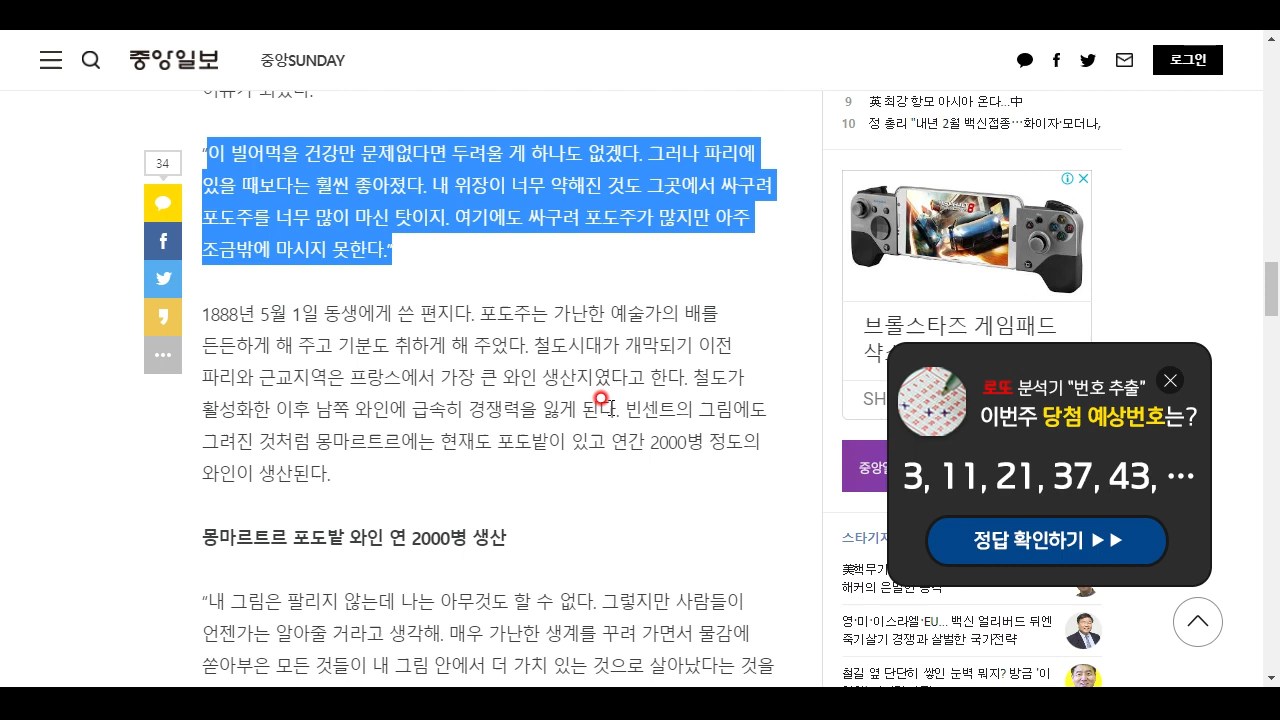 중앙일보
중앙SUNDAY
로그인
34
“이 빌어먹을 건강만 문제없다면 두려울 게 하나도 없겠다. 그러나 파리에
있을 때보다는 훨씬 좋아졌다. 내 위장이 너무 약해진 것도 그곳에서 싸구려
포도주를 너무 많이 마신 탓이지. 여기에도 싸구려 포도주가 많지만 아주
조금밖에 마시지 못한다.”
1888년 5월 1일 동생에게 쓴 편지다. 포도주는 가난한 예술가의 배를
든든하게 해 주고 기분도 취하게 해 주었다. 철도시대가 개막되기 이전
파리와 근교지역은 프랑스에서 가장 큰 와인 생산지였다고 한다. 철도가
활성화한 이후 남쪽 와인에 급속히 경쟁력을 잃게 된다. 빈센트의 그림에도
그려진 것처럼 몽마르트르에는 현재도 포도밭이 있고 연간 2000병 정도의
와인이 생산된다.
몽마르트르 포도밭 와인 연 2000병 생산
“내 그림은 팔리지 않는데 나는 아무것도 할 수 없다. 그렇지만 사람들이
언젠가는 알아줄 거라고 생각해. 매우 가난한 생계를 꾸려 가면서 물감에
쏟아부은 모든 것들이 내 그림 안에서 더 가치 있는 것으로 살아났다는 것을
9 英 최강 항모 아시아 온다...中
10 정 총리 "내년 2월 백신접종…화이자·모더나,
브롤스타즈 게임패드
SH
중앙일
로또 분석기 “번호 추출”
이번주 당첨 예상번호는?
3, 11, 21, 37, 43, ···
정답 확인하기 ▶▶
스타기자
英핵무기
해커의 은밀한 공격
영·미·이스라엘·EU... 백신 얼리버드 뒤엔
죽기살기 경쟁과 살벌한 국가전략
철길 옆 단단히 쌓인 눈벽 뭐지? 방금 '이